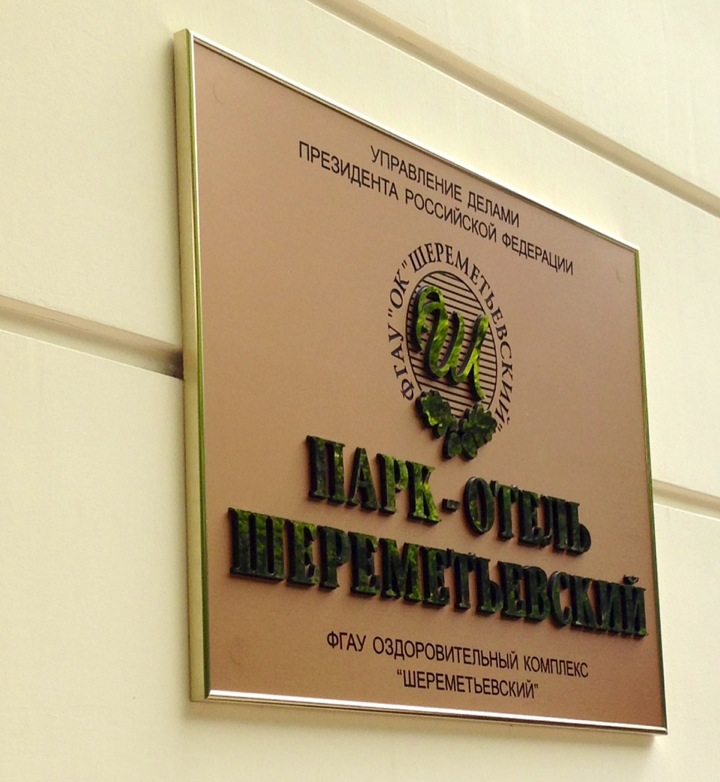 УПРАВЛЕНИЕ ДЕЛАМИ
ПРЕЗИДЕНТА РОССИЙСКОЙ ФЕДЕРАЦИИ
ФГАУ "ОК "ШЕРЕМЕТЬЕВСКИЙ"
ПАРК-ОТЕЛЬ
ШЕРЕМЕТЬЕВСКИЙ
ФГАУ ОЗДОРОВИТЕЛЬНЫЙ КОМПЛЕКС
"ШЕРЕМЕТЬЕВСКИЙ"